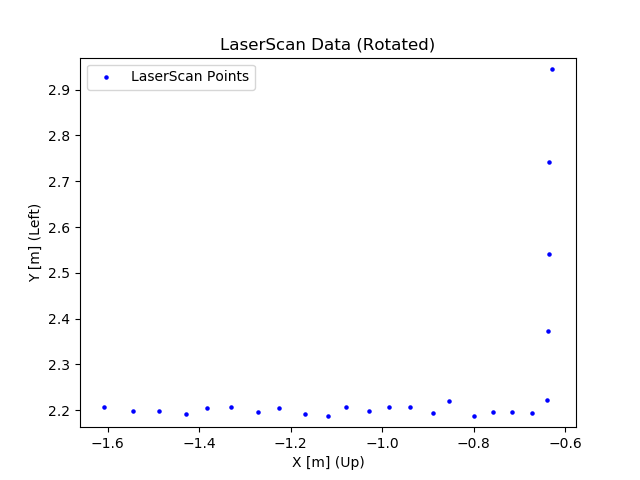 LaserScan Data (Rotated)
LaserScan Points
2.9
2.8
2.7
2.6
2.5
2.4
2.3
2.2
Y [m] (Left)
−1.6 −1.4 −1.2 −1.0 −0.8 −0.6
X [m] (Up)